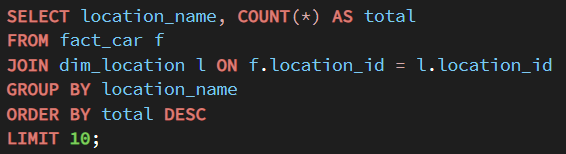 SELECT location_name, COUNT(*) AS total
FROM fact_car f
JOIN dim_location l ON f.location_id = l.location_id
GROUP BY location_name
ORDER BY total DESC
LIMIT 10;